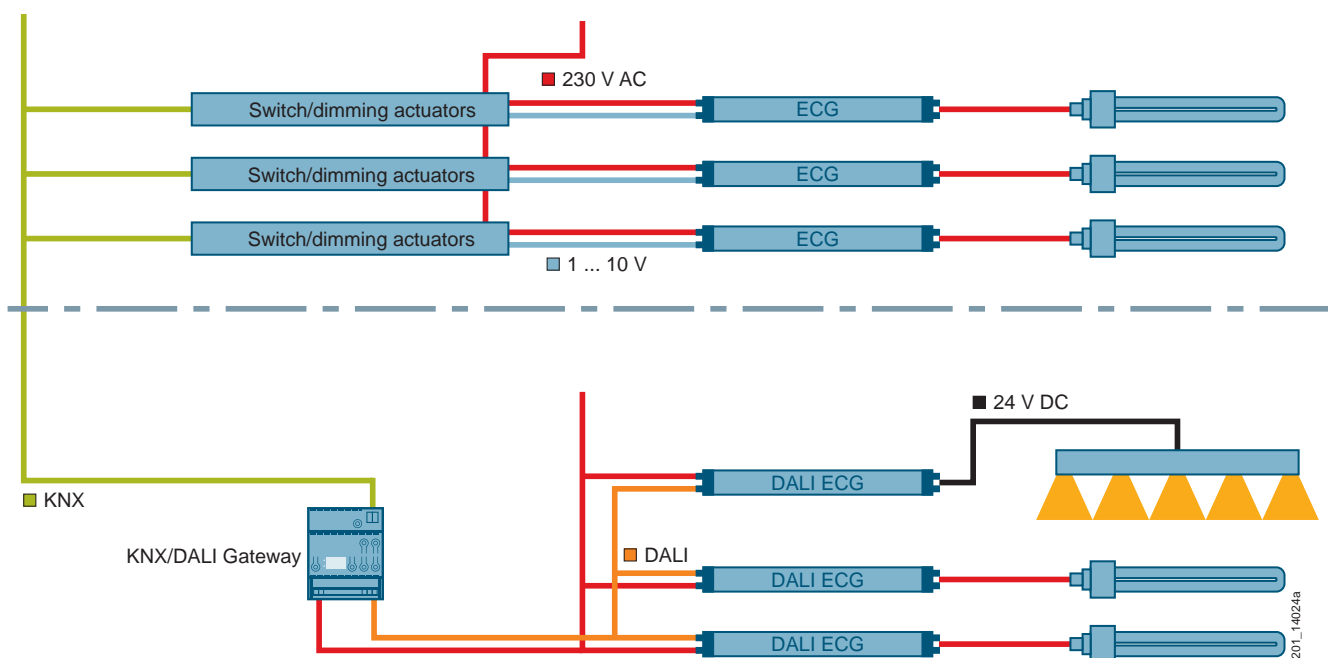 230 V AC
Switch/dimming actuators
ECG
Switch/dimming actuators
ECG
Switch/dimming actuators
ECG
1 ... 10 V
24 V DC
DALI ECG
KNX
KNX/DALI Gateway
DALI
DALI ECG
DALI ECG
201_14024a